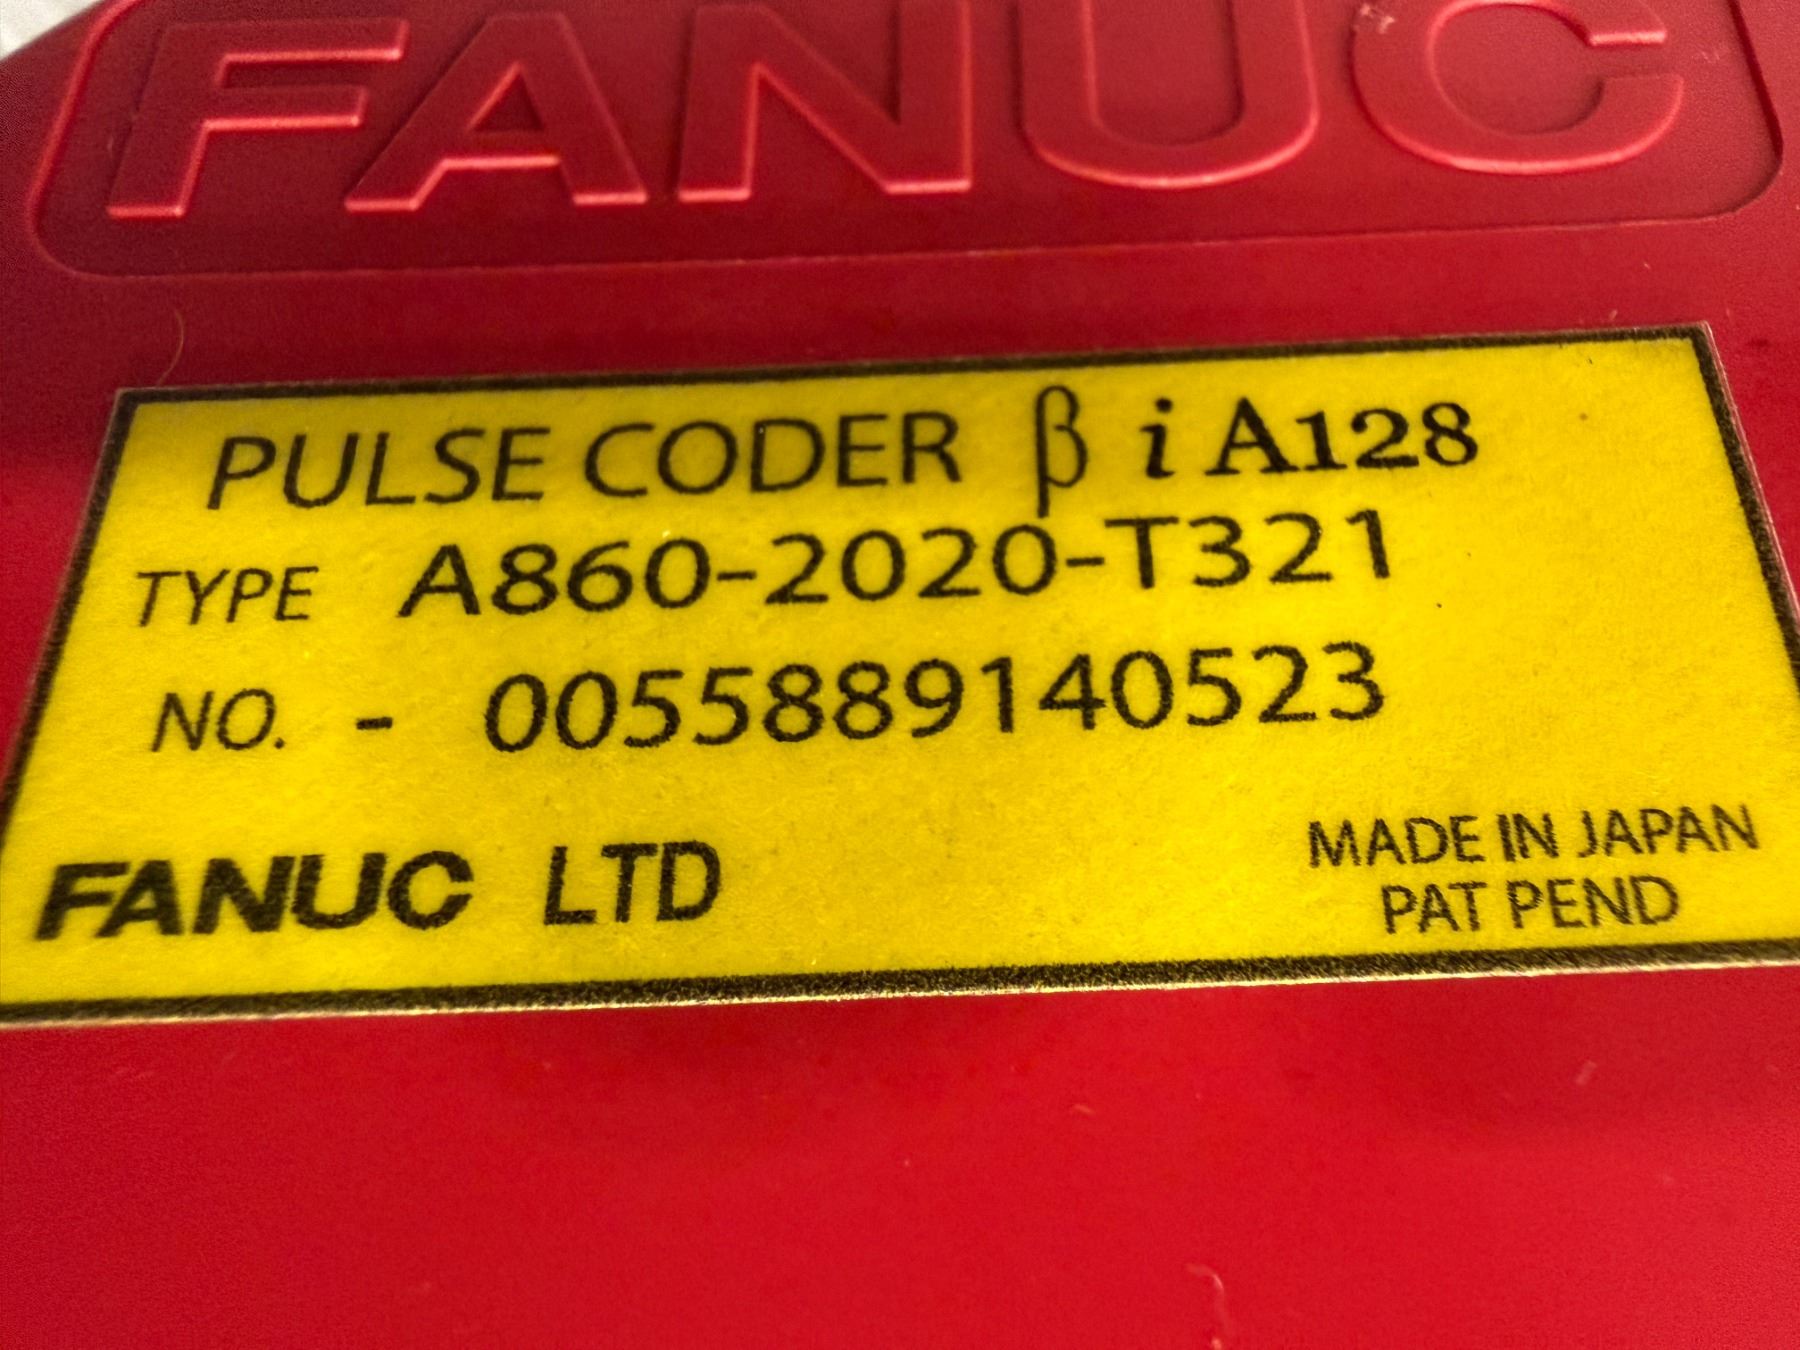 FANUC
PULSE CODER β i A128
TYPE A860-2020-T321
NO. - 0055889140523
FANUC LTD
MADE IN JAPAN
PAT PEND